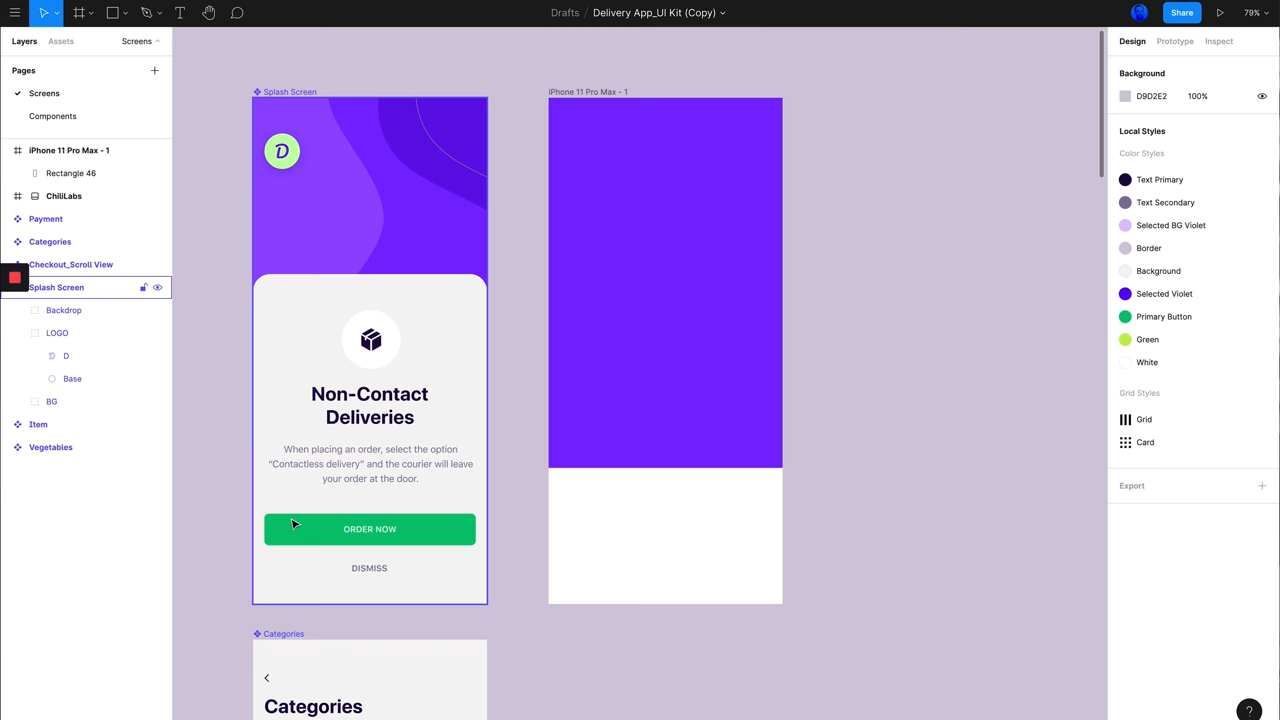 Drafts / Delivery App_UI Kit (Copy)
Share
79%
Layers
Assets
Screens
Pages
Screens
Components
iPhone 11 Pro Max - 1
Rectangle 46
ChiliLabs
Payment
Categories
Checkout_Scroll View
Splash Screen
Backdrop
LOGO
D
Base
BG
Item
Vegetables
Splash Screen
D
Non-Contact
Deliveries
When placing an order, select the option
“Contactless delivery” and the courier will leave
your order at the door.
ORDER NOW
DISMISS
Categories
Categories
iPhone 11 Pro Max - 1
Design
Prototype
Inspect
Background
D9D2E2
100%
Local Styles
Color Styles
Text Primary
Text Secondary
Selected BG Violet
Border
Background
Selected Violet
Primary Button
Green
White
Grid Styles
Grid
Card
Export
?